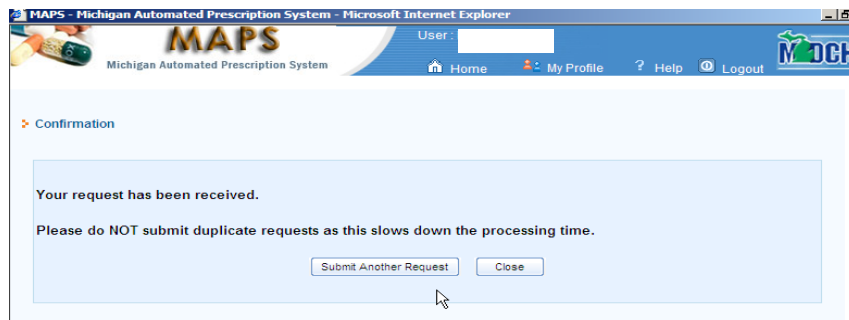 MAPS - Michigan Automated Prescription System - Microsoft Internet Explorer
MAPS
Michigan Automated Prescription System
User :
Home My Profile ? Help Logout
MDCH
Confirmation
Your request has been received.
Please do NOT submit duplicate requests as this slows down the processing time.
Submit Another Request Close